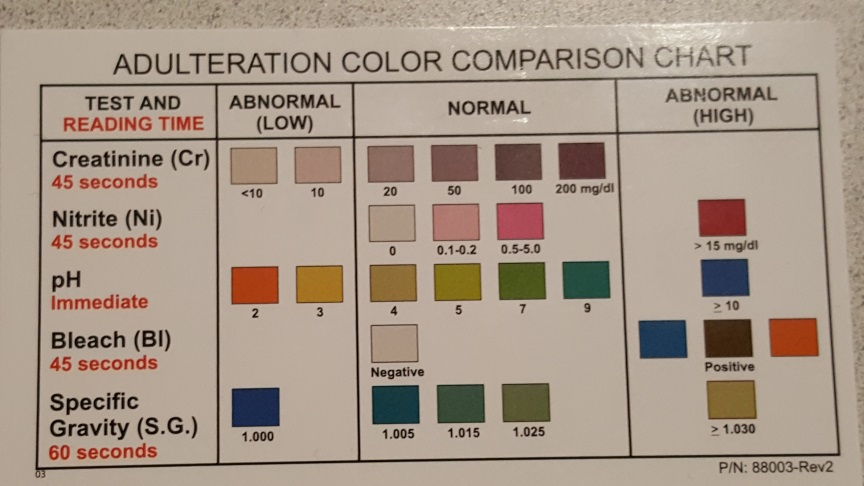 ADULTERATION COLOR COMPARISON CHART
TEST AND
READING TIME
ABNORMAL
(LOW)
NORMAL
ABNORMAL
(HIGH)
Creatinine (Cr)
45 seconds
<10 10 20 50 100 200 mg/dl
Nitrite (Ni)
45 seconds
0 0.1-0.2 0.5-5.0 > 15 mg/dl
pH
Immediate
2 3 4 5 7 9 ≥ 10
Bleach (Bl)
45 seconds
Negative Positive
Specific
Gravity (S.G.)
60 seconds
1.000 1.005 1.015 1.025 ≥ 1.030
03
P/N: 88003-Rev2